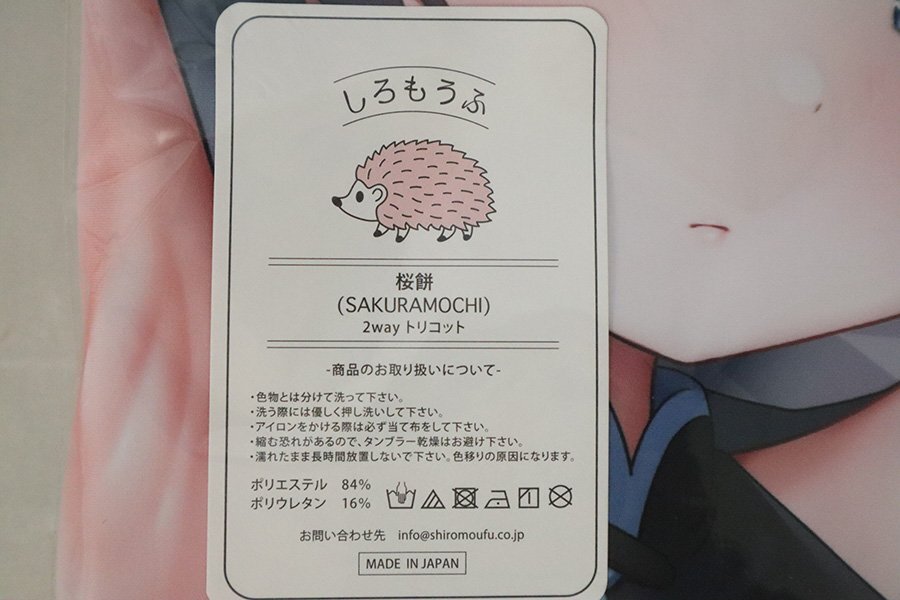 しろもうふ
桜餅
(SAKURAMOCHI)
2way トリコット
-商品のお取り扱いについて-
・色物とは分けて洗って下さい。
・洗う際には優しく押し洗いして下さい。
・アイロンをかける際は必ず当て布をして下さい。
・縮む恐れがあるので、タンブラー乾燥はお避け下さい。
・濡れたまま長時間放置しないで下さい。色移りの原因になります。
ポリエステル 84%
ポリウレタン 16%
お問い合わせ先 info@shiromoufu.co.jp
MADE IN JAPAN